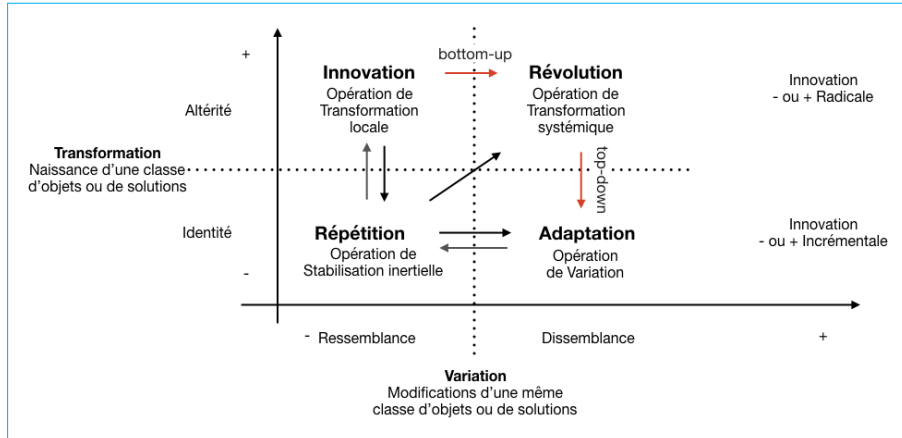 bottom-up
+
Innovation
Révolution
Innovation
- ou + Radicale
Opération de
Transformation
locale
Opération de
Transformation
systémique
Altérité
Transformation
Naissance d'une classe
d'objets ou de solutions
top-down
Identité
Répétition
Adaptation
Innovation
- ou + Incrémentale
Opération de
Stabilisation inertielle
Opération
de Variation
-
- Ressemblance
Dissemblance
+
Variation
Modifications d'une même
classe d'objets ou de solutions